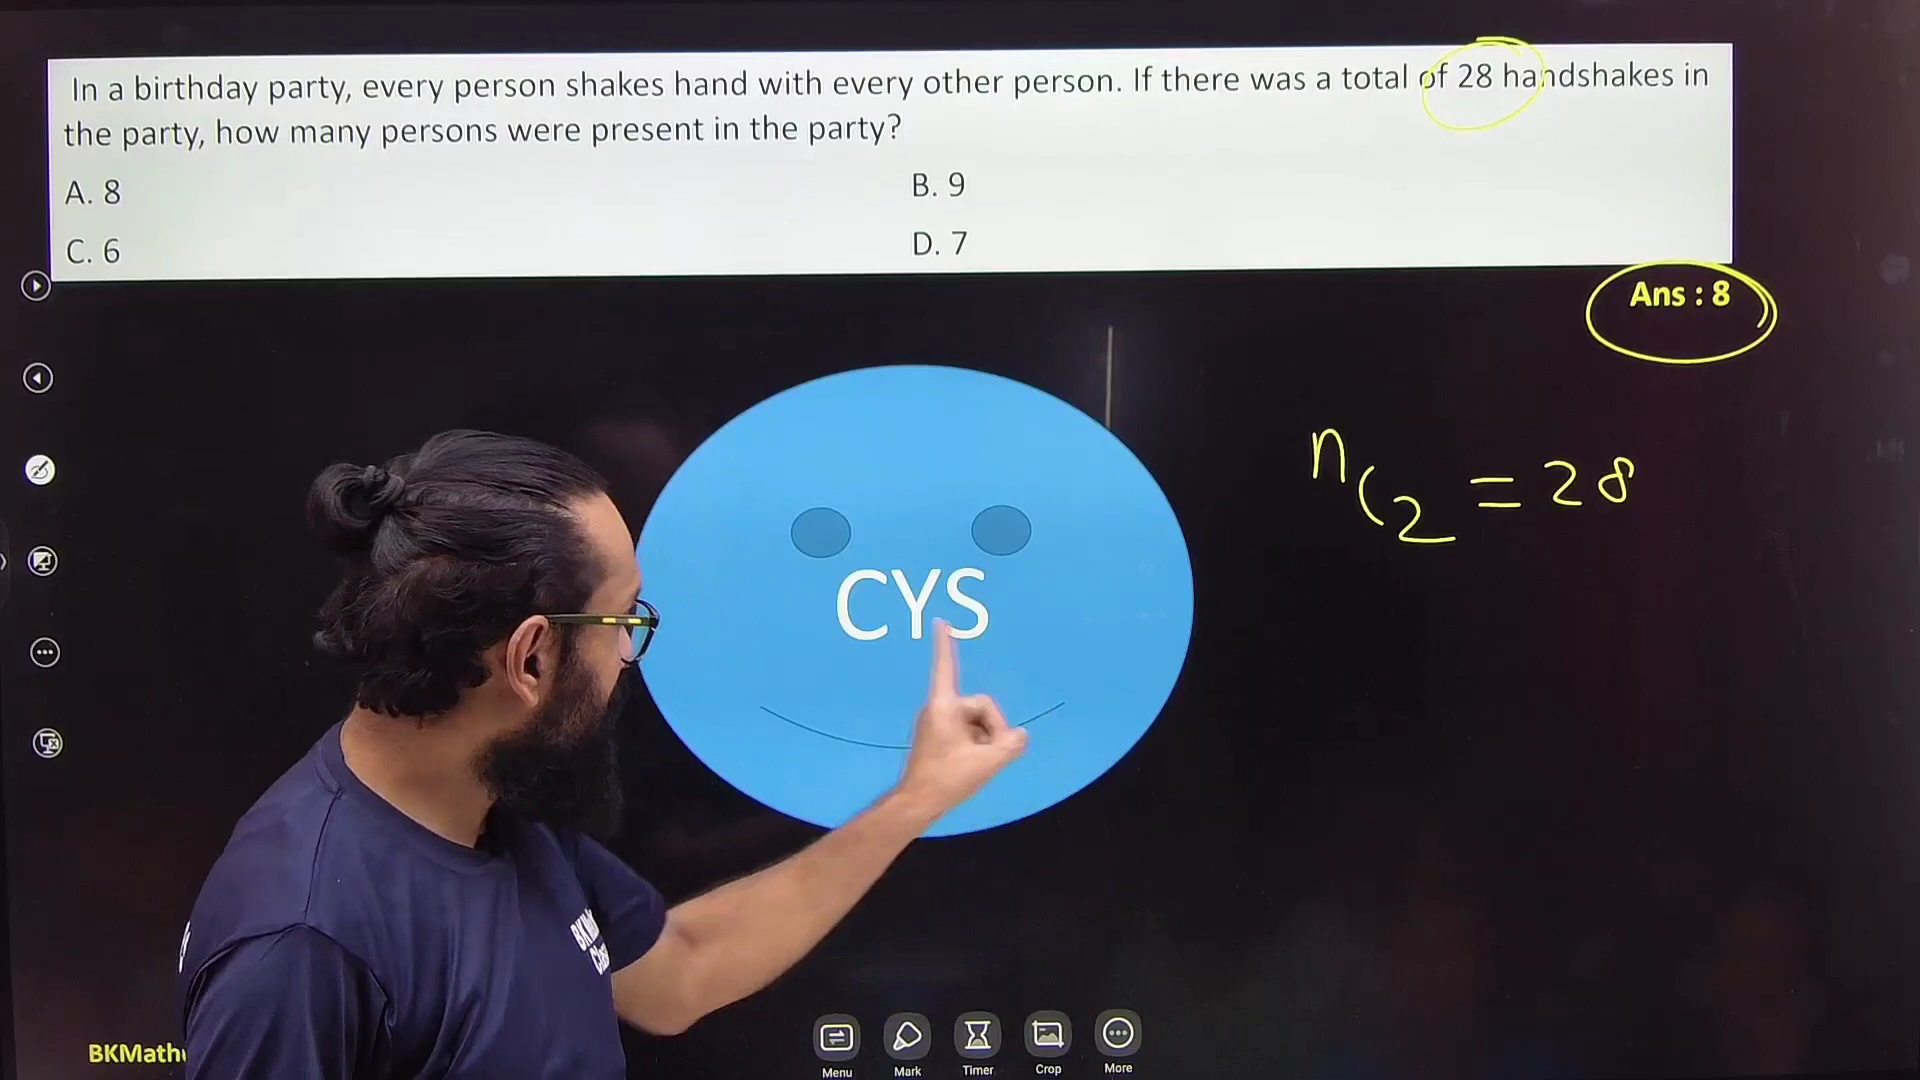 In a birthday party, every person shakes hand with every other person. If there was a total of 28 handshakes in
the party, how many persons were present in the party?
A. 8
B. 9
C. 6
D. 7
Ans : 8
nC2 = 28
CYS
Menu
Mark
Timer
Crop
More